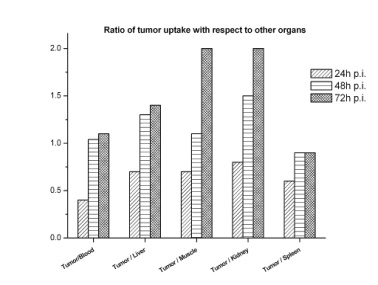 Ratio of tumor uptake with respect to other organs
24h p.i.
48h p.i.
72h p.i.
2.0
1.5
1.0
0.5
0.0
Tumor/Blood
Tumor / Liver
Tumor / Muscle
Tumor / Kidney
Tumor / Spleen